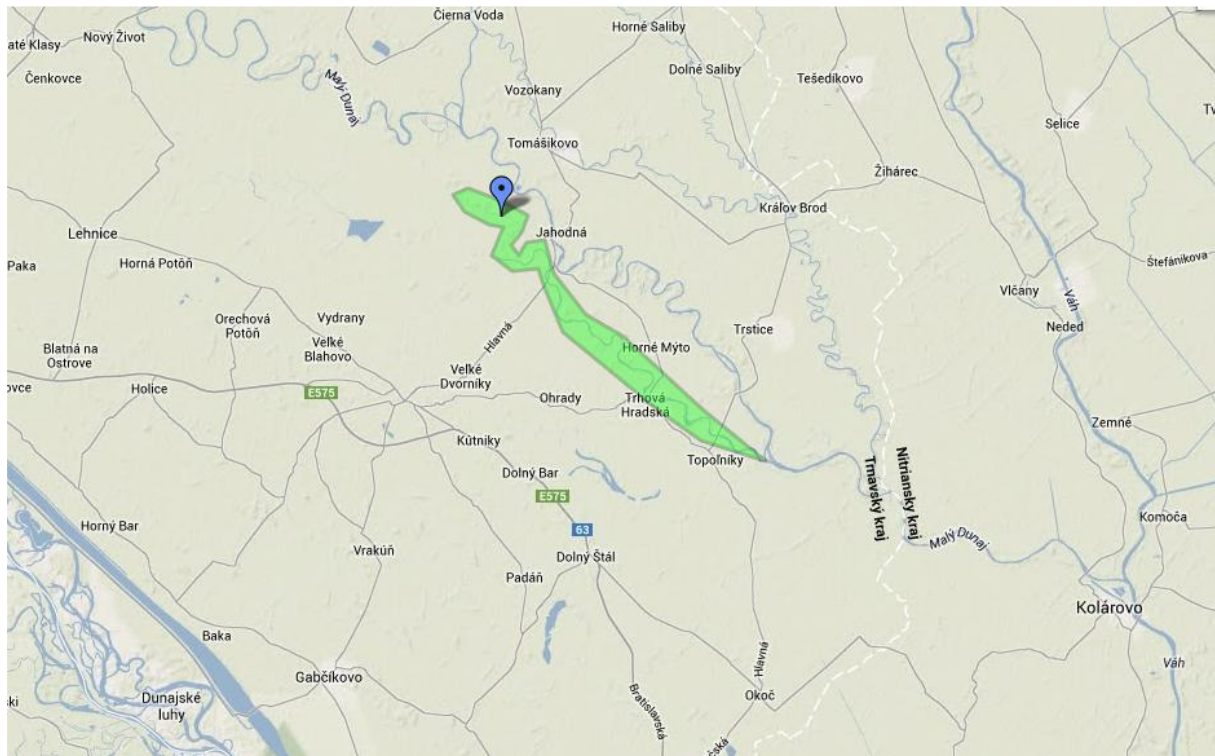 Čierna Voda
Horné Saliby
até Klasy
Nový Život
Dolné Saliby
Tešedíkovo
Čenkovce
Malý Dunaj
Vozokany
Selice
Tv
Tomášikovo
Žihárec
Kráľov Brod
Lehnice
Jahodná
Paka
Horná Potôň
Štefánikova
Vlčany
Váh
Orechová
Potôň
Vydrany
Neded
Trstice
Hlavná
Horné Mýto
Veľké
Blahovo
Blatná na
Ostrove
Veľké
Dvorníky
ovce
Holice
E575
Ohrady
Trhová
Hradská
Zemné
Kútniky
Topoľníky
Dolný Bar
Trnavský kraj
Nitriansky kraj
E575
Horný Bar
Komoča
63
Malý Dunaj
Vrakúň
Dolný Štál
Padáň
Kolárovo
Baka
Hlavná
Váh
Gabčíkovo
Dunajské
luhy
Okoč
ski
Bratislavská